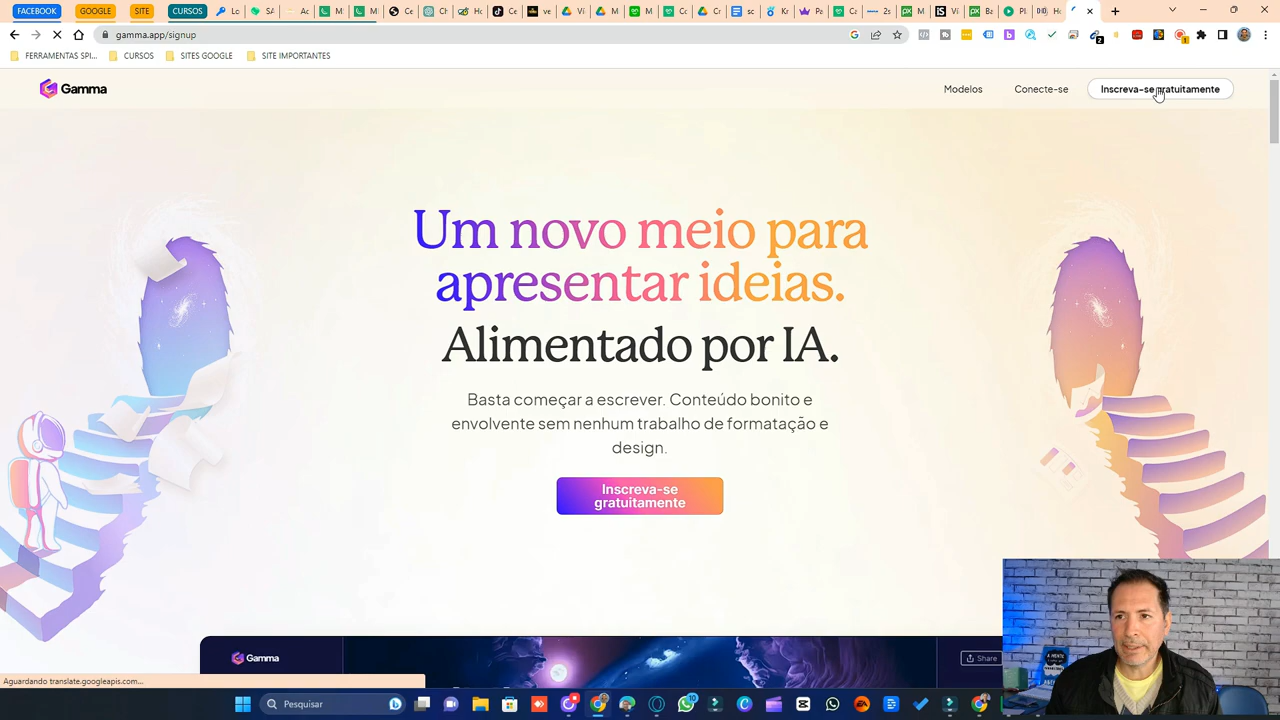 FACEBOOK
GOOGLE
SITE
CURSOS
gamma.app/signup
FERRAMENTAS SPI...
CURSOS
SITES GOOGLE
SITE IMPORTANTES
Gamma
Modelos
Conecte-se
Inscreva-se gratuitamente
Um novo meio para
apresentar ideias.
Alimentado por IA.
Basta começar a escrever. Conteúdo bonito e
envolvente sem nenhum trabalho de formatação e
design.
Inscreva-se
gratuitamente
Gamma
Share
Aguardando translate.googleapis.com...
Pesquisar